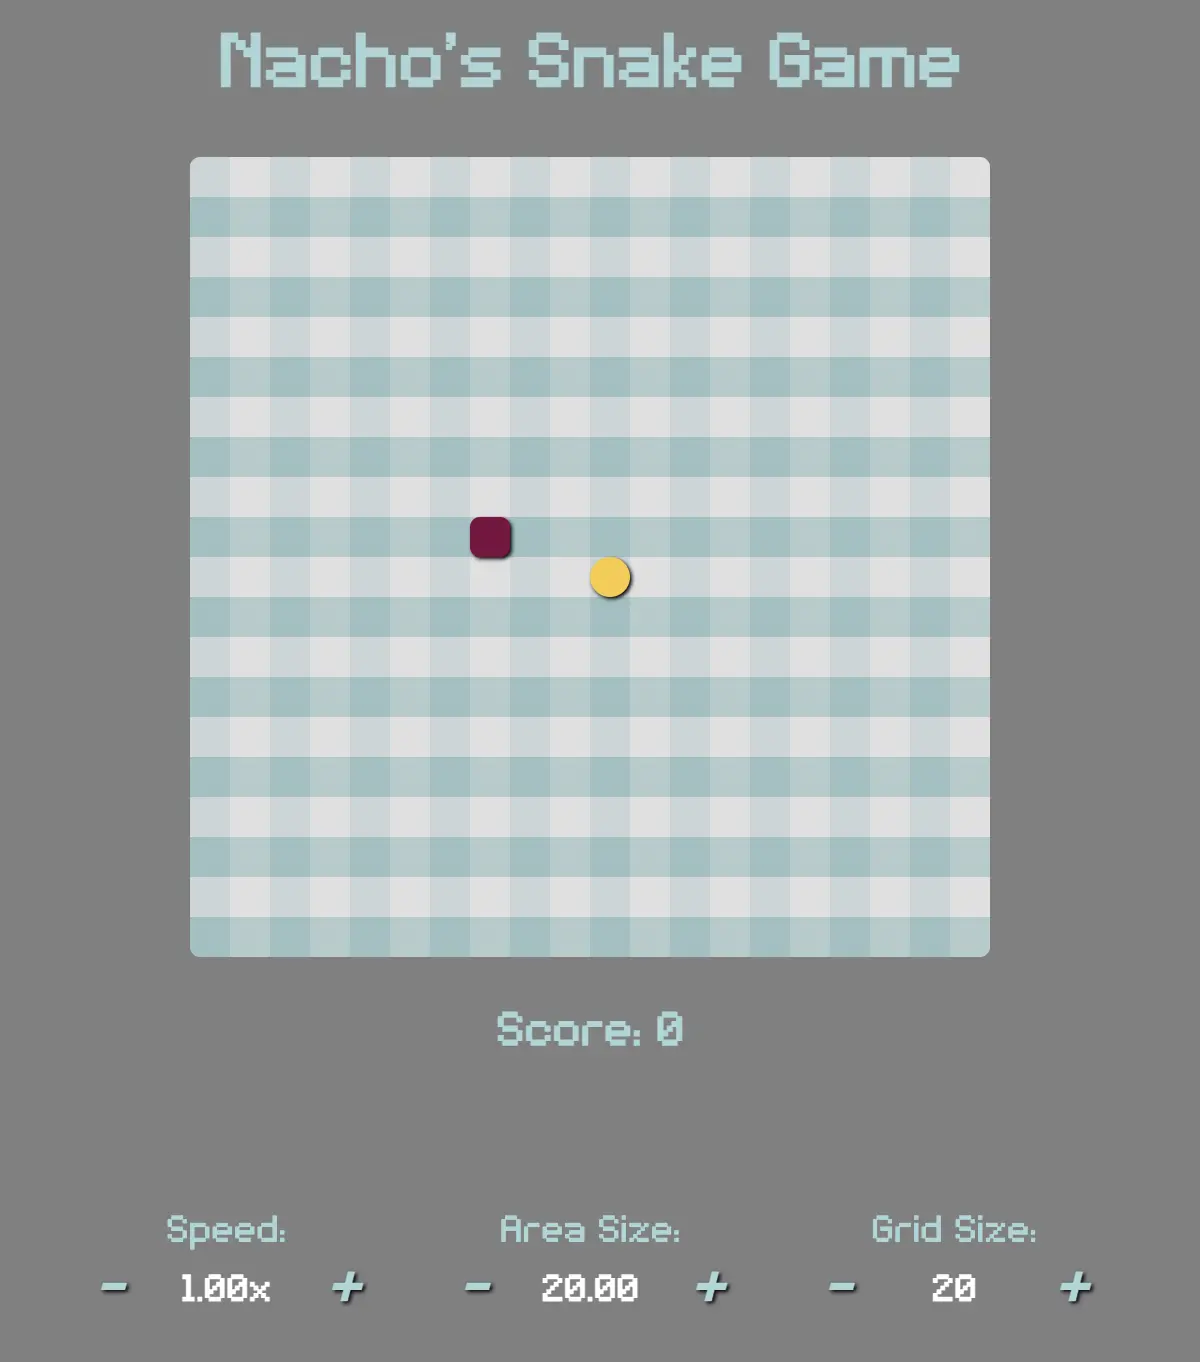 Nacho's Snake Game
Score: 0
Speed: Area Size: Grid Size:
- 1.00x + - 20.00 + - 20 +